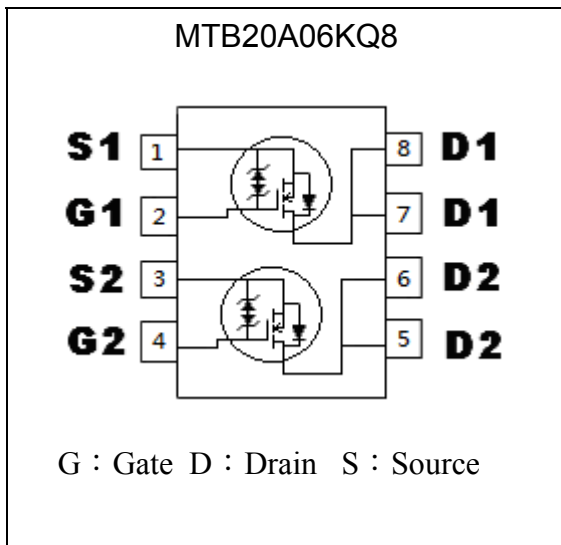 MTB20A06KQ8
S1 1 8 D1
G1 2 7 D1
S2 3 6 D2
G2 4 5 D2
G：Gate D：Drain S：Source